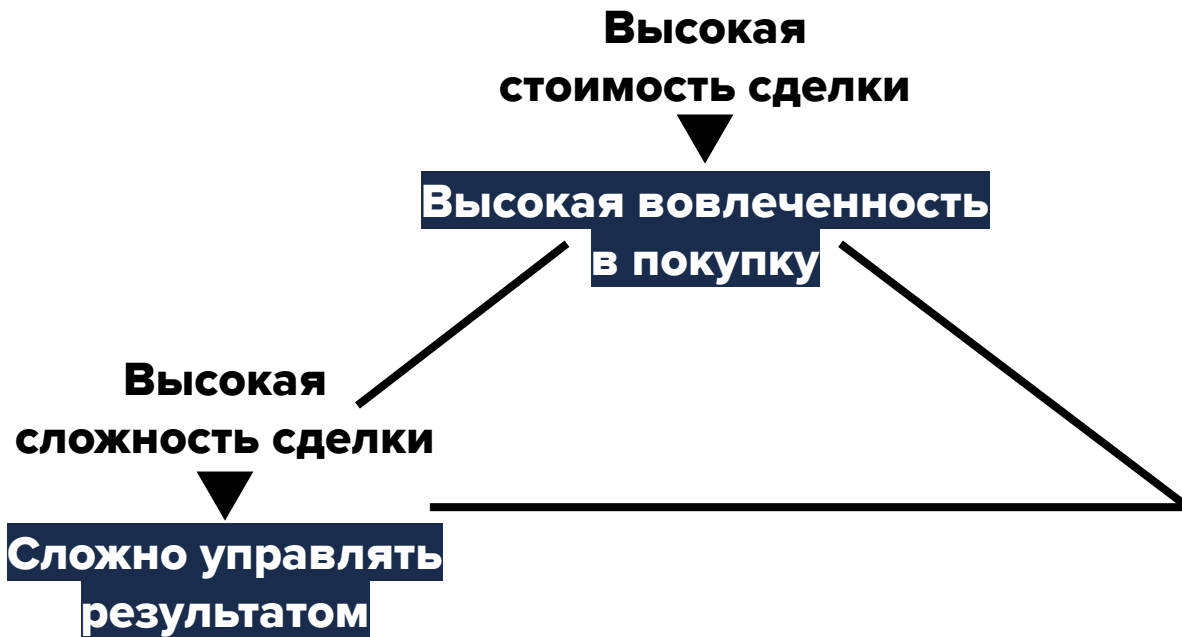 Высокая
стоимость сделки
Высокая вовлеченность
в покупку
Высокая
сложность сделки
Сложно управлять
результатом